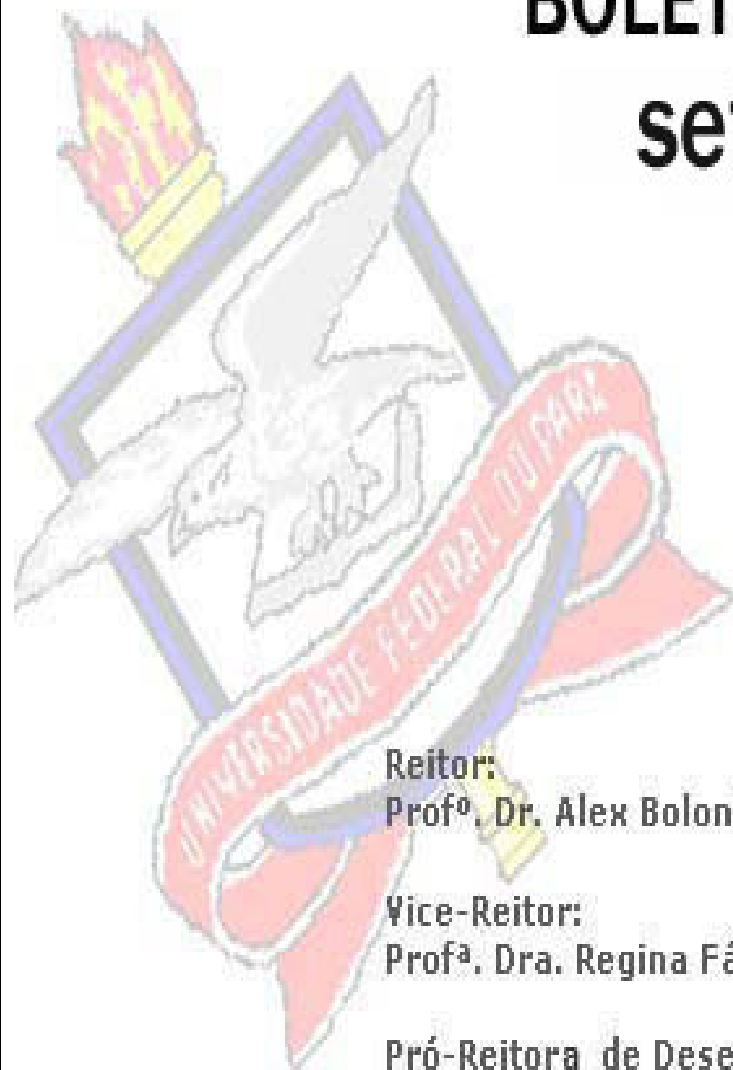 BOLET
set
UNIVERSIDADE FEDERAL DO PARÁ
Reitor:
Profº. Dr. Alex Bolon
Vice-Reitor:
Profª. Dra. Regina Fá
Pró-Reitora de Dese